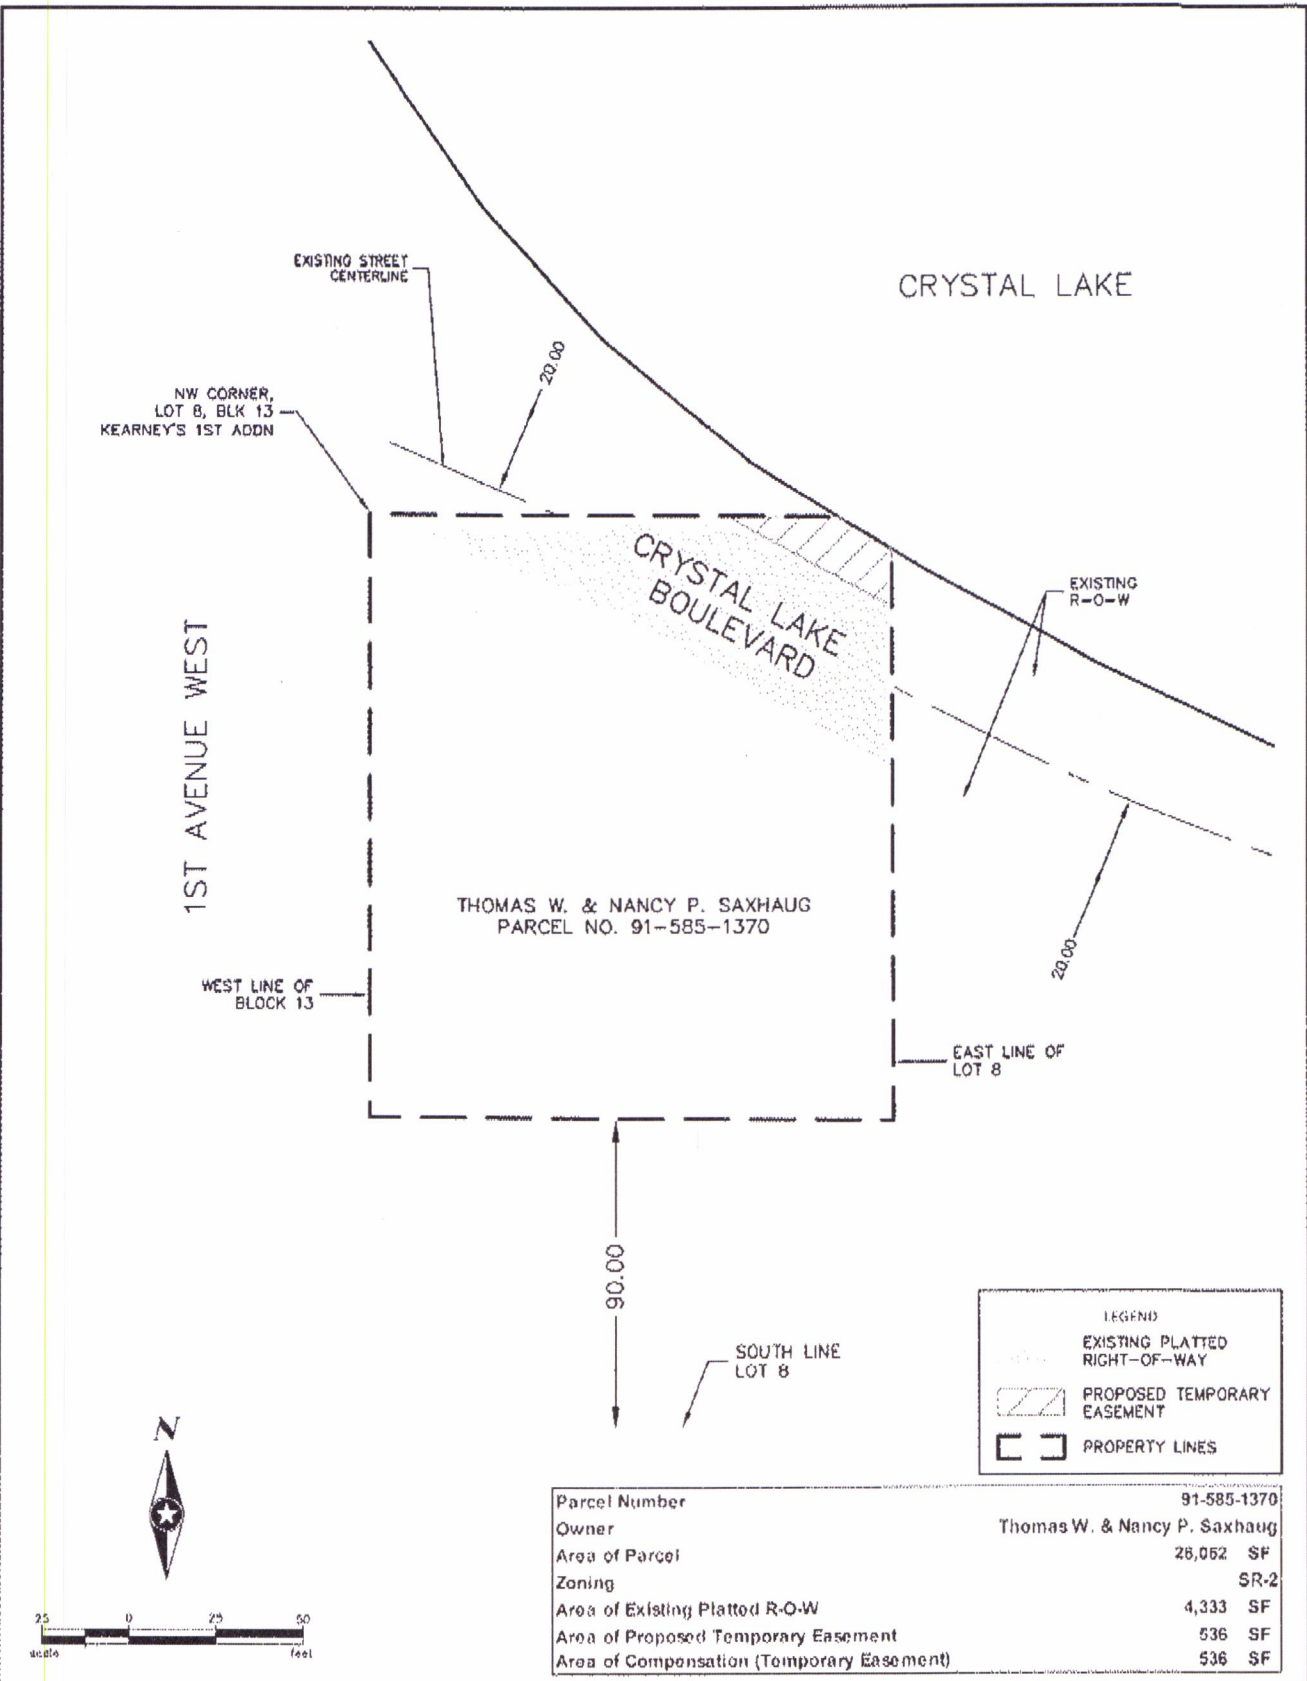 CRYSTAL LAKE
EXISTING STREET
CENTERLINE
20.00
NW CORNER,
LOT 8, BLK 13
KEARNEY'S 1ST ADDN
CRYSTAL LAKE
BOULEVARD
EXISTING
R-O-W
1ST AVENUE WEST
THOMAS W. & NANCY P. SAXHAUG
PARCEL NO. 91-585-1370
20.00
WEST LINE OF
BLOCK 13
EAST LINE OF
LOT 8
90.00
SOUTH LINE
LOT 8
LEGEND
EXISTING PLATTED
RIGHT-OF-WAY
PROPOSED TEMPORARY
EASEMENT
PROPERTY LINES
N
25 0 25 50
scale feet
Parcel Number 91-585-1370
Owner Thomas W. & Nancy P. Saxhaug
Area of Parcel 26,062 SF
Zoning SR-2
Area of Existing Platted R-O-W 4,333 SF
Area of Proposed Temporary Easement 536 SF
Area of Compensation (Temporary Easement) 536 SF